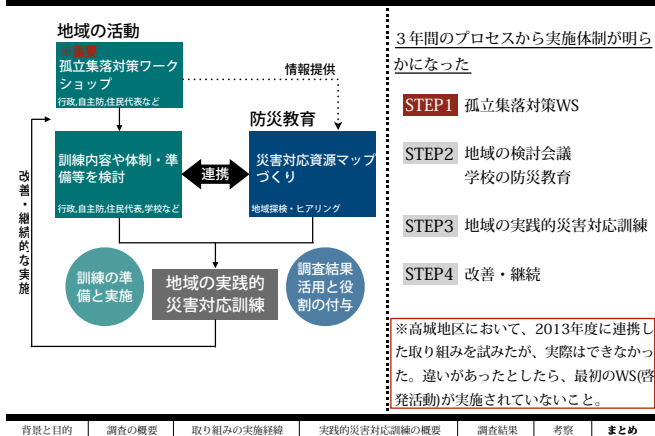 地域の活動
※重要
孤立集落対策ワーク
ショップ
行政,自主防,住民代表など
情報提供
防災教育
訓練内容や体制・準
備等を検討
行政,自主防,住民代表,学校など
連携
災害対応資源マップ
づくり
地域探検・ヒアリング
改善・継続的な実施
訓練の準
備と実施
地域の実践的
災害対応訓練
調査結果
活用と役
割の付与
3年間のプロセスから実施体制が明ら
かになった
STEP1 孤立集落対策WS
STEP2 地域の検討会議
学校の防災教育
STEP3 地域の実践的災害対応訓練
STEP4 改善・継続
※高城地区において、2013年度に連携し
た取り組みを試みたが、実際はできなかっ
た。違いがあったとしたら、最初のWS(啓
発活動)が実施されていないこと。
背景と目的 調査の概要 取り組みの実施経緯 実践的災害対応訓練の概要 調査結果 考察 まとめ